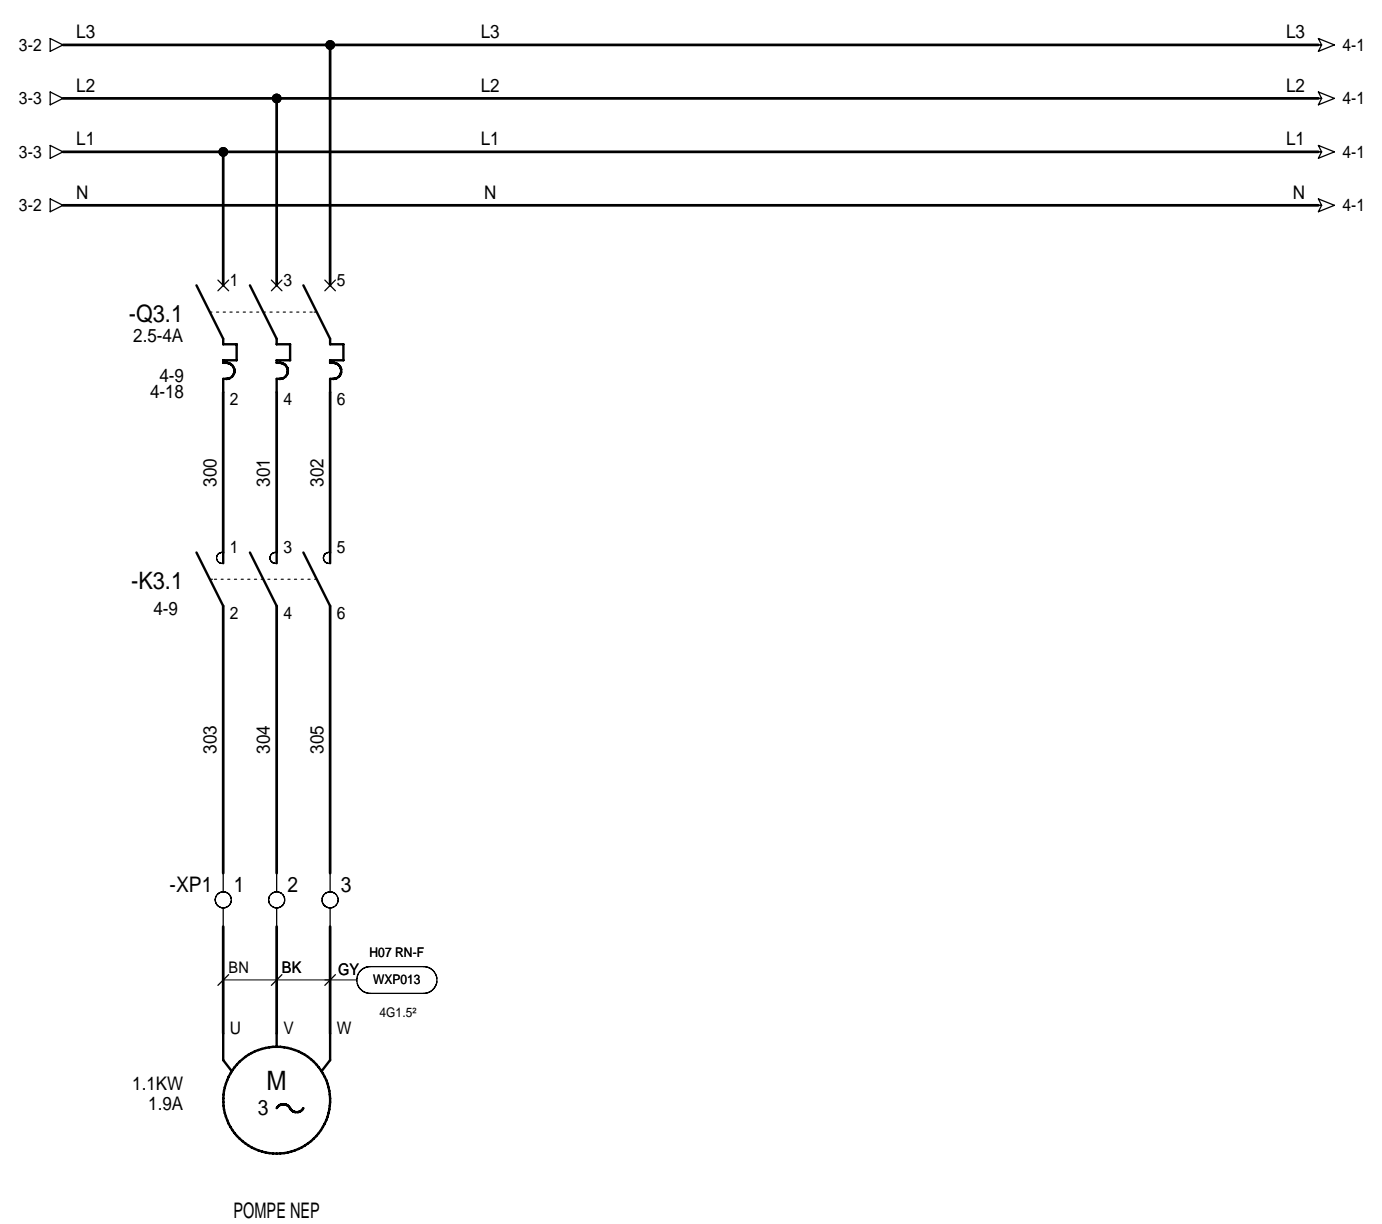 L3 L3 L3
3-2 4-1
L2 L2 L2
3-3 4-1
L1 L1 L1
3-3 4-1
N N N
3-2 4-1
1 3 5
-Q3.1
2.5-4A
4-9
4-18
2 4 6
300 301 302
1 3 5
-K3.1
4-9
2 4 6
303 304 305
-XP1 1 2 3
H07 RN-F
BN BK GY
WXP013
4G1.5²
U V W
M
1.1KW
3
1.9A
POMPE NEP